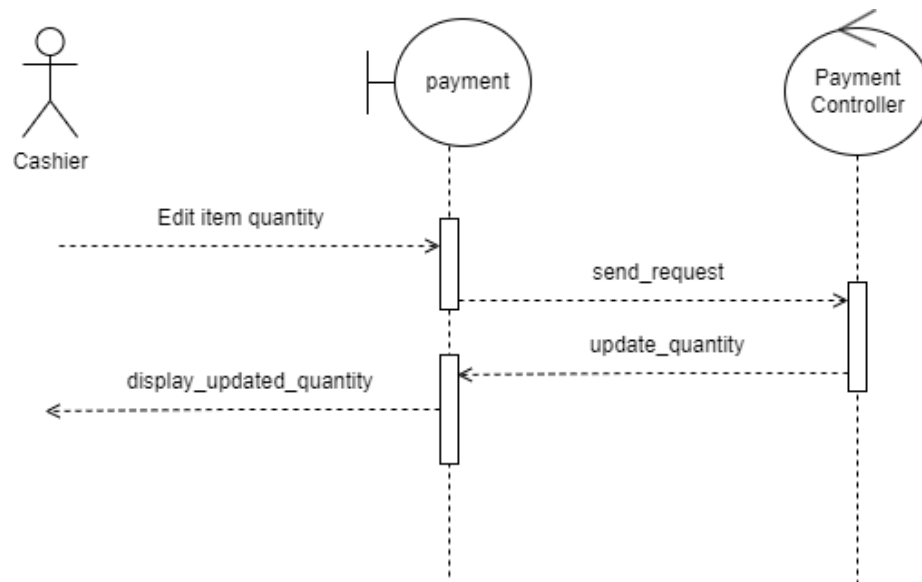 payment
Payment
Controller
Cashier
Edit item quantity
send_request
update_quantity
display_updated_quantity